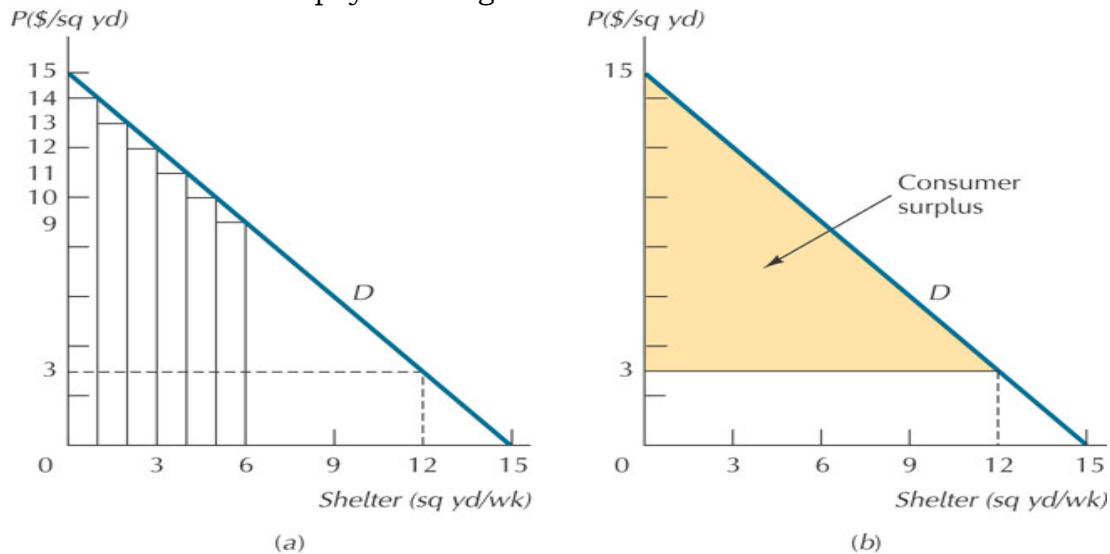 P($/sq yd)
15
14
13
12
11
10
9
3
D
0
3
6
9
12
15
Shelter (sq yd/wk)
(a)
P($/sq yd)
15
3
Consumer
surplus
D
0
3
6
9
12
15
Shelter (sq yd/wk)
(b)